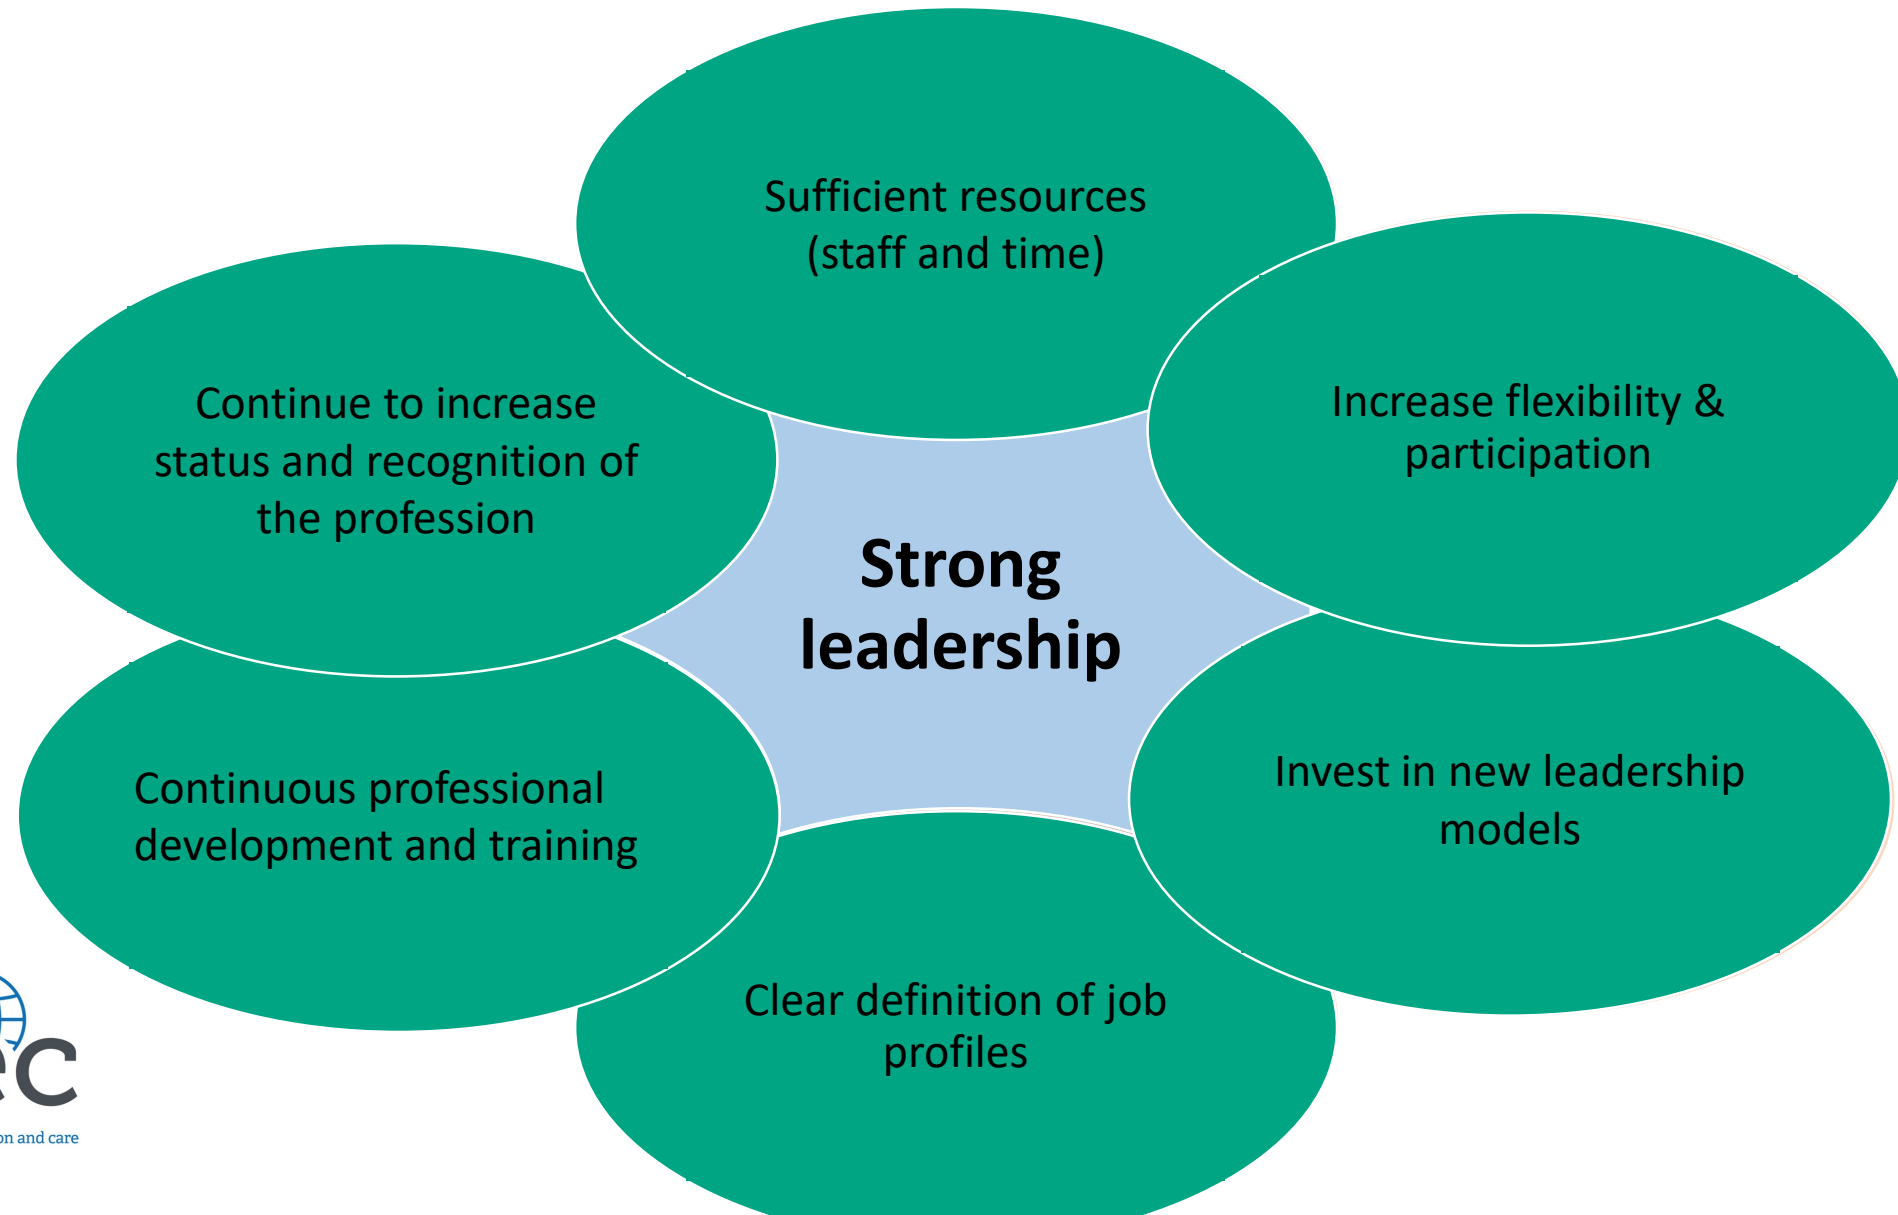 Sufficient resources
(staff and time)
Increase flexibility &
participation
Continue to increase
status and recognition of
the profession
Strong
leadership
Invest in new leadership
models
Continuous professional
development and training
Clear definition of job
profiles
ec
on and care